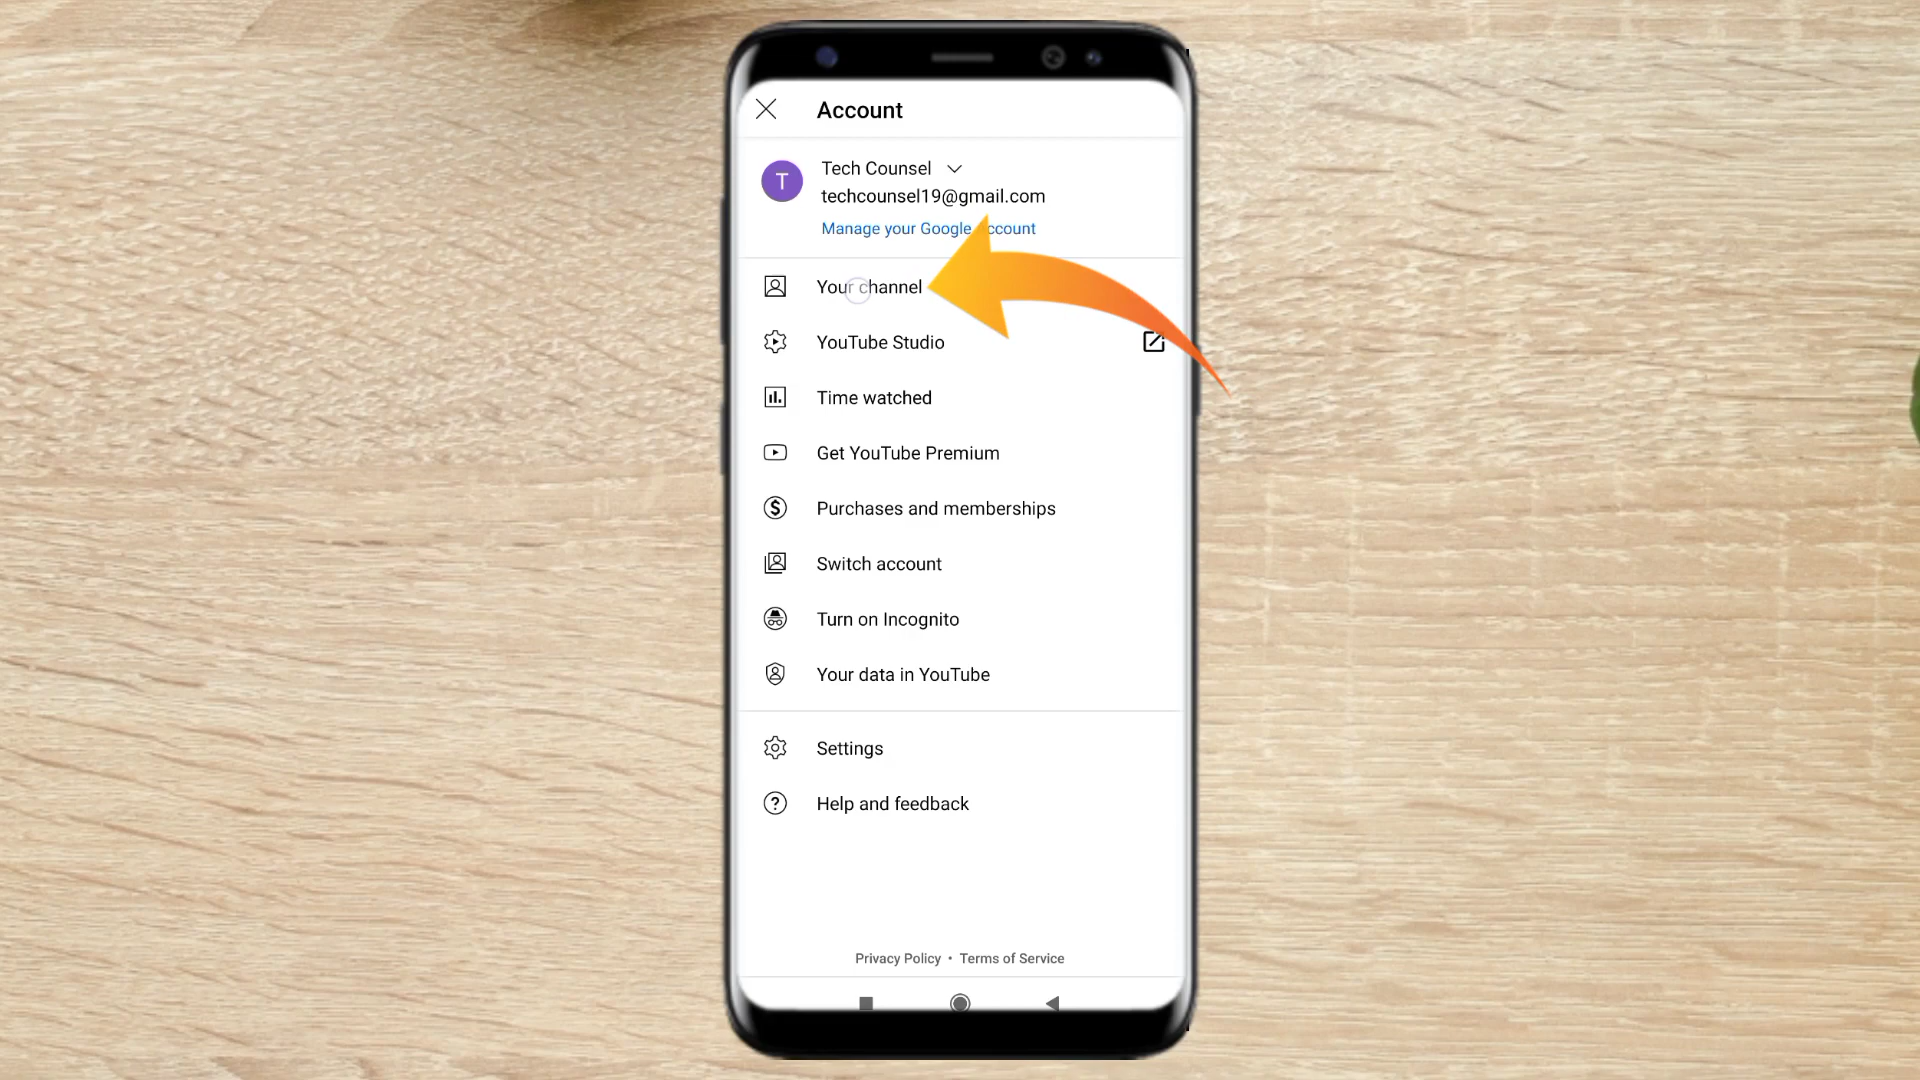 Account
T
Tech Counsel
techcounsel19@gmail.com
Manage your Google ccount
Your channel
YouTube Studio
Time watched
Get YouTube Premium
Purchases and memberships
Switch account
Turn on Incognito
Your data in YouTube
Settings
Help and feedback
Privacy Policy • Terms of Service